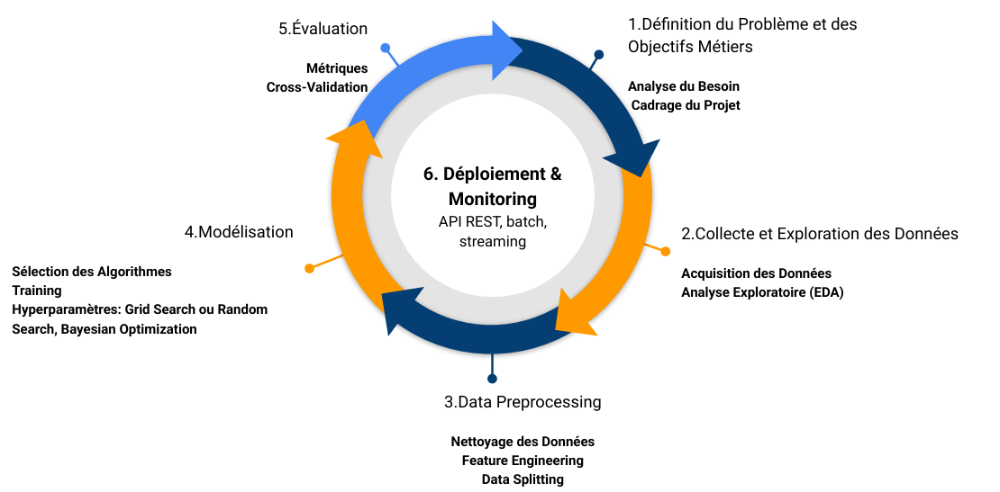 1.Définition du Problème et des
Objectifs Métiers
Analyse du Besoin
Cadrage du Projet
2.Collecte et Exploration des Données
Acquisition des Données
Analyse Exploratoire (EDA)
3.Data Preprocessing
Nettoyage des Données
Feature Engineering
Data Splitting
4.Modélisation
Sélection des Algorithmes
Training
Hyperparamètres: Grid Search ou Random
Search, Bayesian Optimization
5.Évaluation
Métriques
Cross-Validation
6. Déploiement &
Monitoring
API REST, batch,
streaming